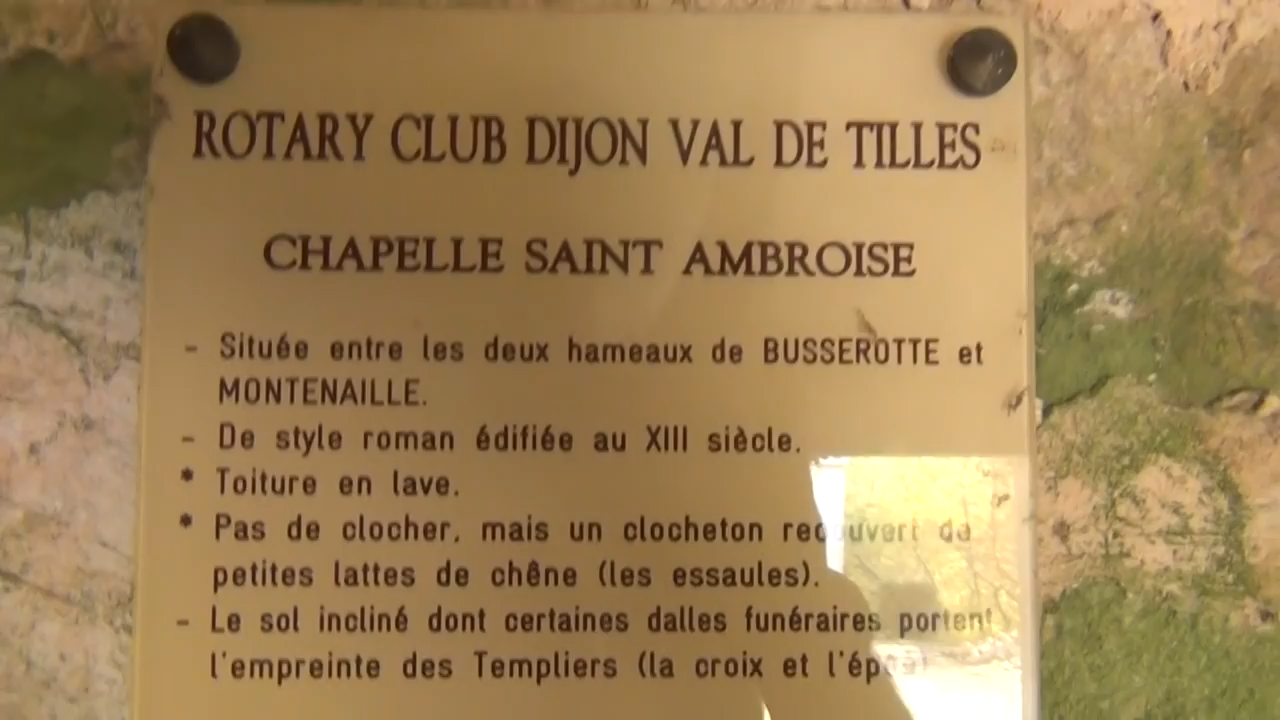 ROTARY CLUB DIJON VAL DE TILLES
CHAPELLE SAINT AMBROISE
- Située entre les deux hameaux de BUSSEROTTE et
MONTENAILLE.
- De style roman édifiée au XIII siècle.
* Toiture en lave.
* Pas de clocher, mais un clocheton recouvert de
petites lattes de chêne (les essaules).
- Le sol incliné dont certaines dalles funéraires portent
l'empreinte des Templiers (la croix et l'épée)